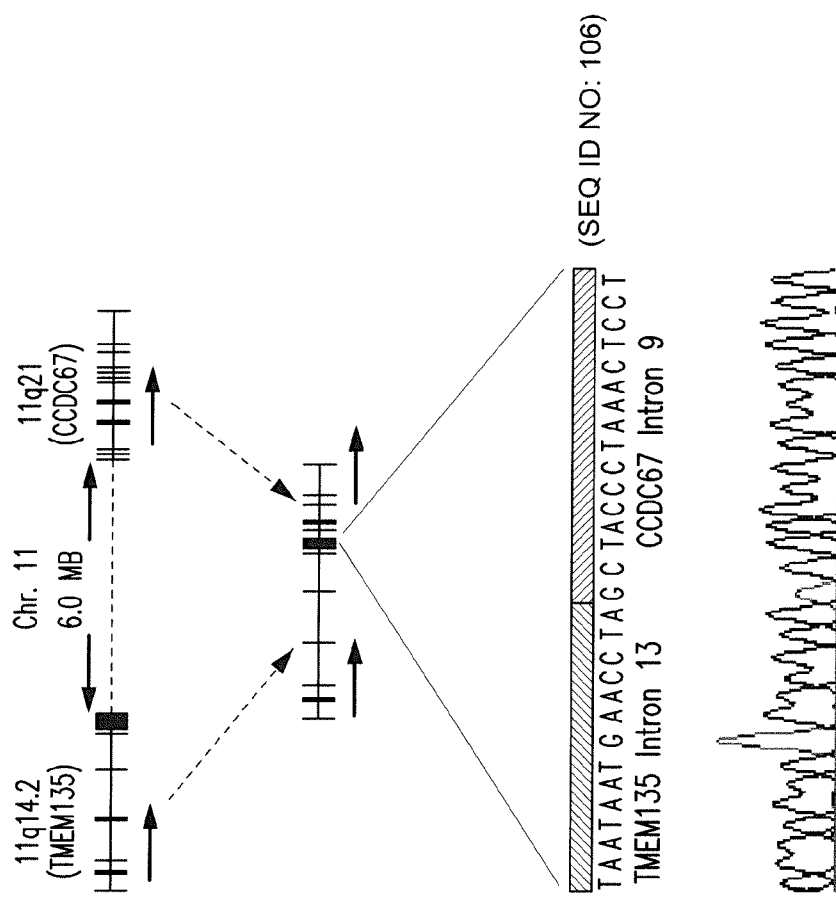 Chr. 11
11q14.2
(TMEM135)
6.0 MB
11q21
(CCDC67)
TAATAATGAACCTAGCTACCCTAAACTCCT
(SEQ ID NO: 106)
TMEM135 Intron 13
CCDC67 Intron 9